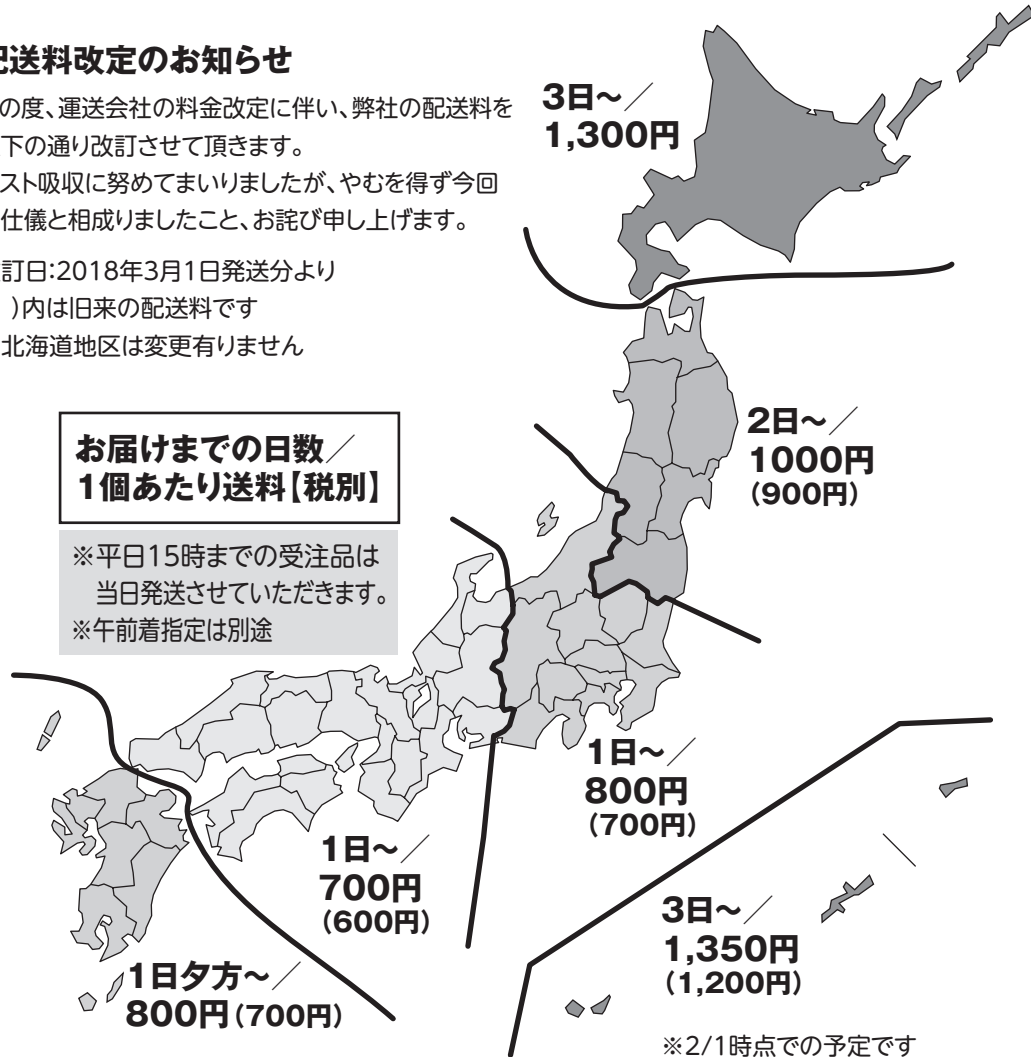 配送料改定のお知らせ
の度、運送会社の料金改定に伴い、弊社の配送料を
下の通り改訂させて頂きます。
スト吸収に努めてまいりましたが、やむを得ず今回
仕儀と相成りましたこと、お詫び申し上げます。
訂日:2018年3月1日発送分より
)内は旧来の配送料です
北海道地区は変更有りません
3日～／
1,300円
お届けまでの日数／
1個あたり送料【税別】
※平日15時までの受注品は
当日発送させていただきます。
※午前着指定は別途
2日～／
1000円
(900円)
1日～／
800円
(700円)
1日～／
700円
(600円)
1日夕方～／
800円(700円)
3日～／
1,350円
(1,200円)
※2/1時点での予定です